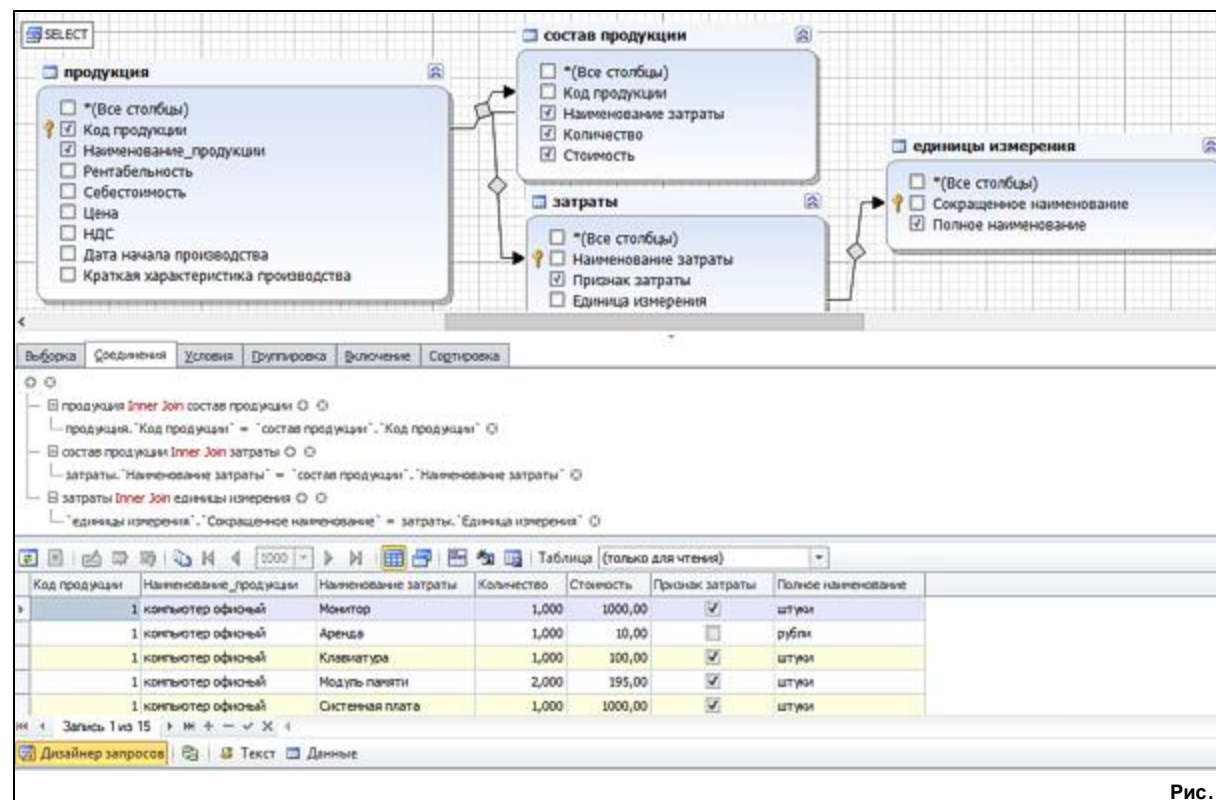 SELECT
продукция
*(Все столбцы)
Код продукции
Наименование_продукции
Рентабельность
Себестоимость
Цена
НДС
Дата начала производства
Краткая характеристика производства
состав продукции
*(Все столбцы)
Код продукции
Наименование затраты
Количество
Стоимость
затраты
*(Все столбцы)
Наименование затраты
Признак затраты
Единица измерения
единицы измерения
*(Все столбцы)
Сокращенное наименование
Полное наименование
Выборка Соединения Условия Группировка Включение Сортировка
продукция Inner Join состав продукции
продукция.`Код продукции` = `состав продукции`.`Код продукции`
состав продукции Inner Join затраты
затраты.`Наименование затраты` = `состав продукции`.`Наименование затраты`
затраты Inner Join единицы измерения
`единицы измерения`.`Сокращенное наименование` = затраты.`Единица измерения`
1000 Таблица (только для чтения)
Код продукции Наименование_продукции Наименование затраты Количество Стоимость Признак затраты Полное наименование
1 компьютер офисный Монитор 1,000 1000,00 штуки
1 компьютер офисный Аренда 1,000 10,00 рубли
1 компьютер офисный Клавиатура 1,000 100,00 штуки
1 компьютер офисный Модуль памяти 2,000 195,00 штуки
1 компьютер офисный Системная плата 1,000 1000,00 штуки
Запись 1 из 15
Дизайнер запросов Текст Данные
Рис.